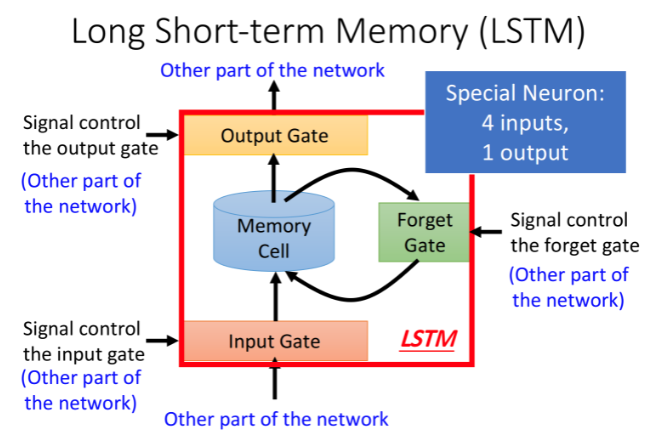 Long Short-term Memory (LSTM)
Other part of the network
Special Neuron:
4 inputs,
1 output
Signal control
the output gate
(Other part of
the network)
Output Gate
Memory
Cell
Forget
Gate
Signal control
the forget gate
(Other part of
the network)
Signal control
the input gate
(Other part of
the network)
Input Gate
LSTM
Other part of the network